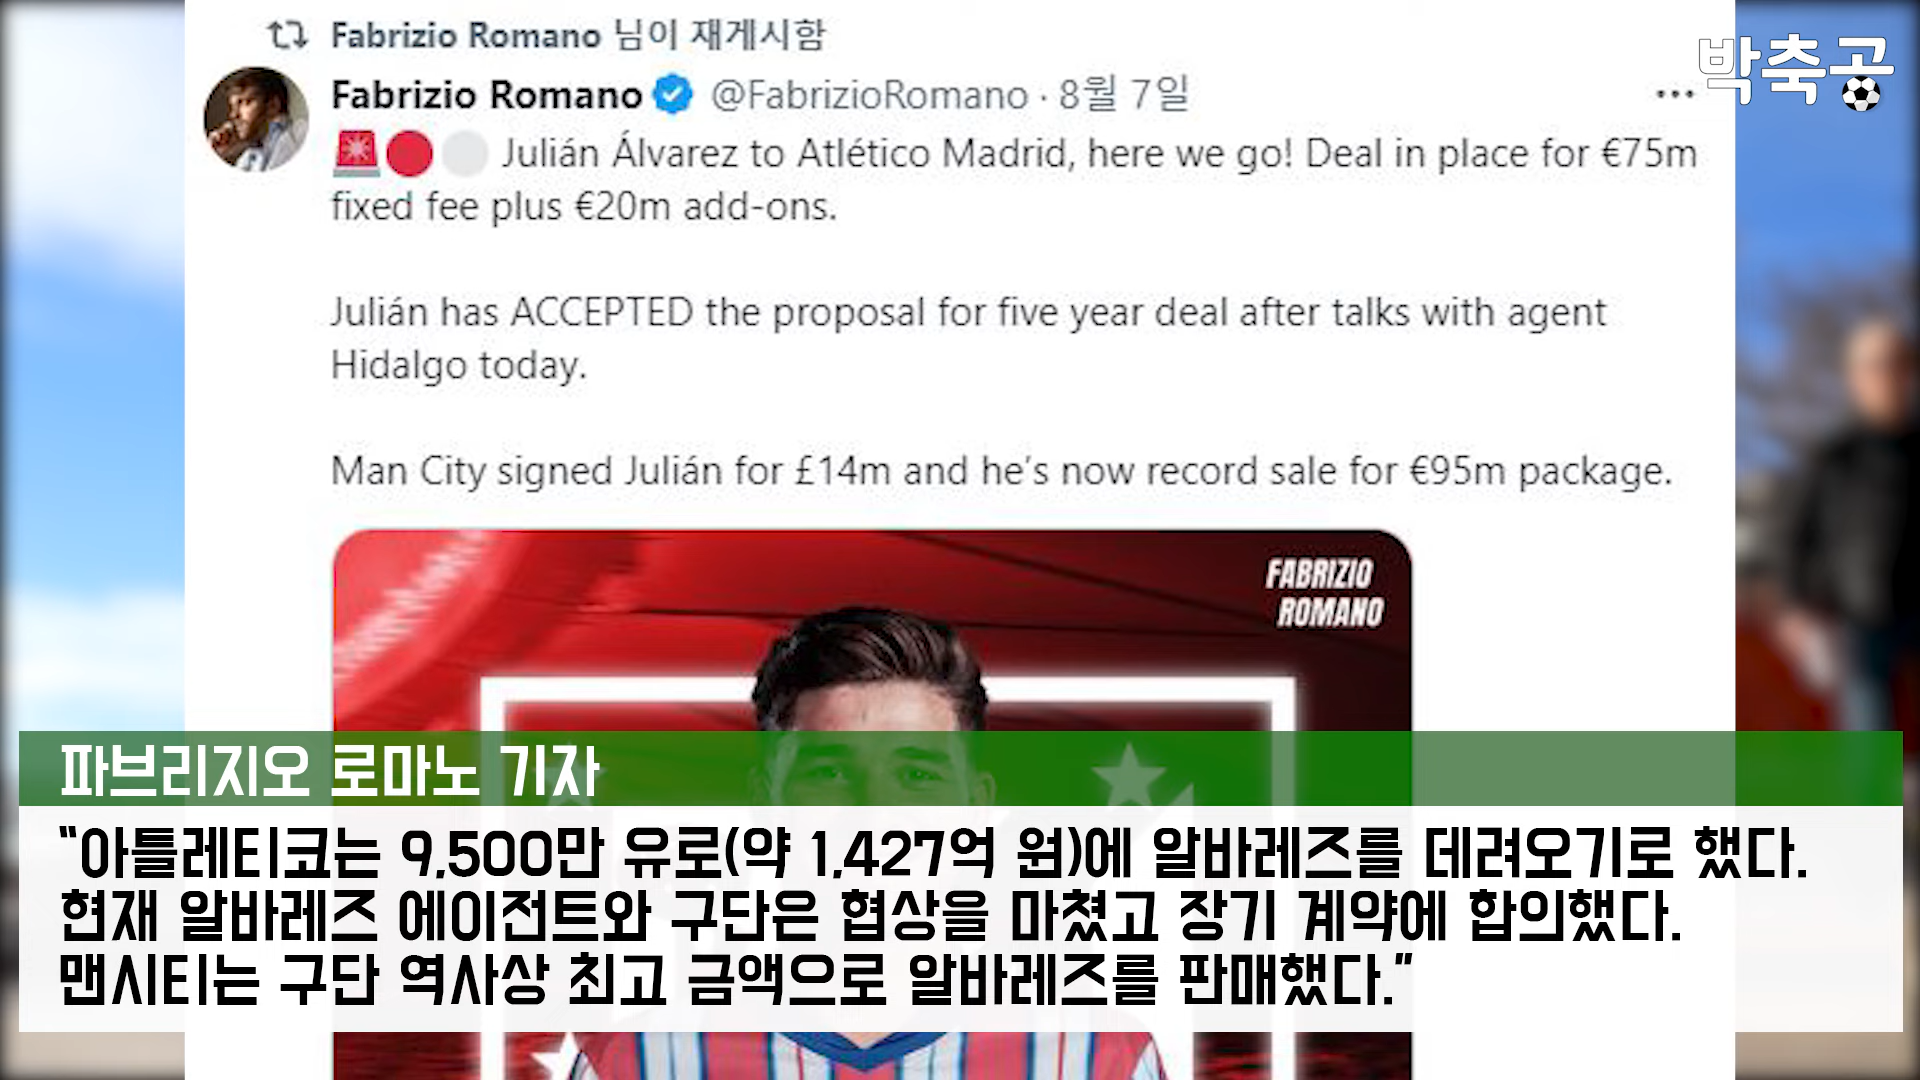 Fabrizio Romano 님이 재게시함
Fabrizio Romano @FabrizioRomano · 8월 7일
박축공
Julián Álvarez to Atlético Madrid, here we go! Deal in place for €75m
fixed fee plus €20m add-ons.
Julián has ACCEPTED the proposal for five year deal after talks with agent
Hidalgo today.
Man City signed Julián for £14m and he's now record sale for €95m package.
FABRIZIO
ROMANO
파브리지오 로마노 기자
“아틀레티코는 9,500만 유로(약 1,427억 원)에 알바레즈를 데려오기로 했다.
현재 알바레즈 에이전트와 구단은 협상을 마쳤고 장기 계약에 합의했다.
맨시티는 구단 역사상 최고 금액으로 알바레즈를 판매했다.”